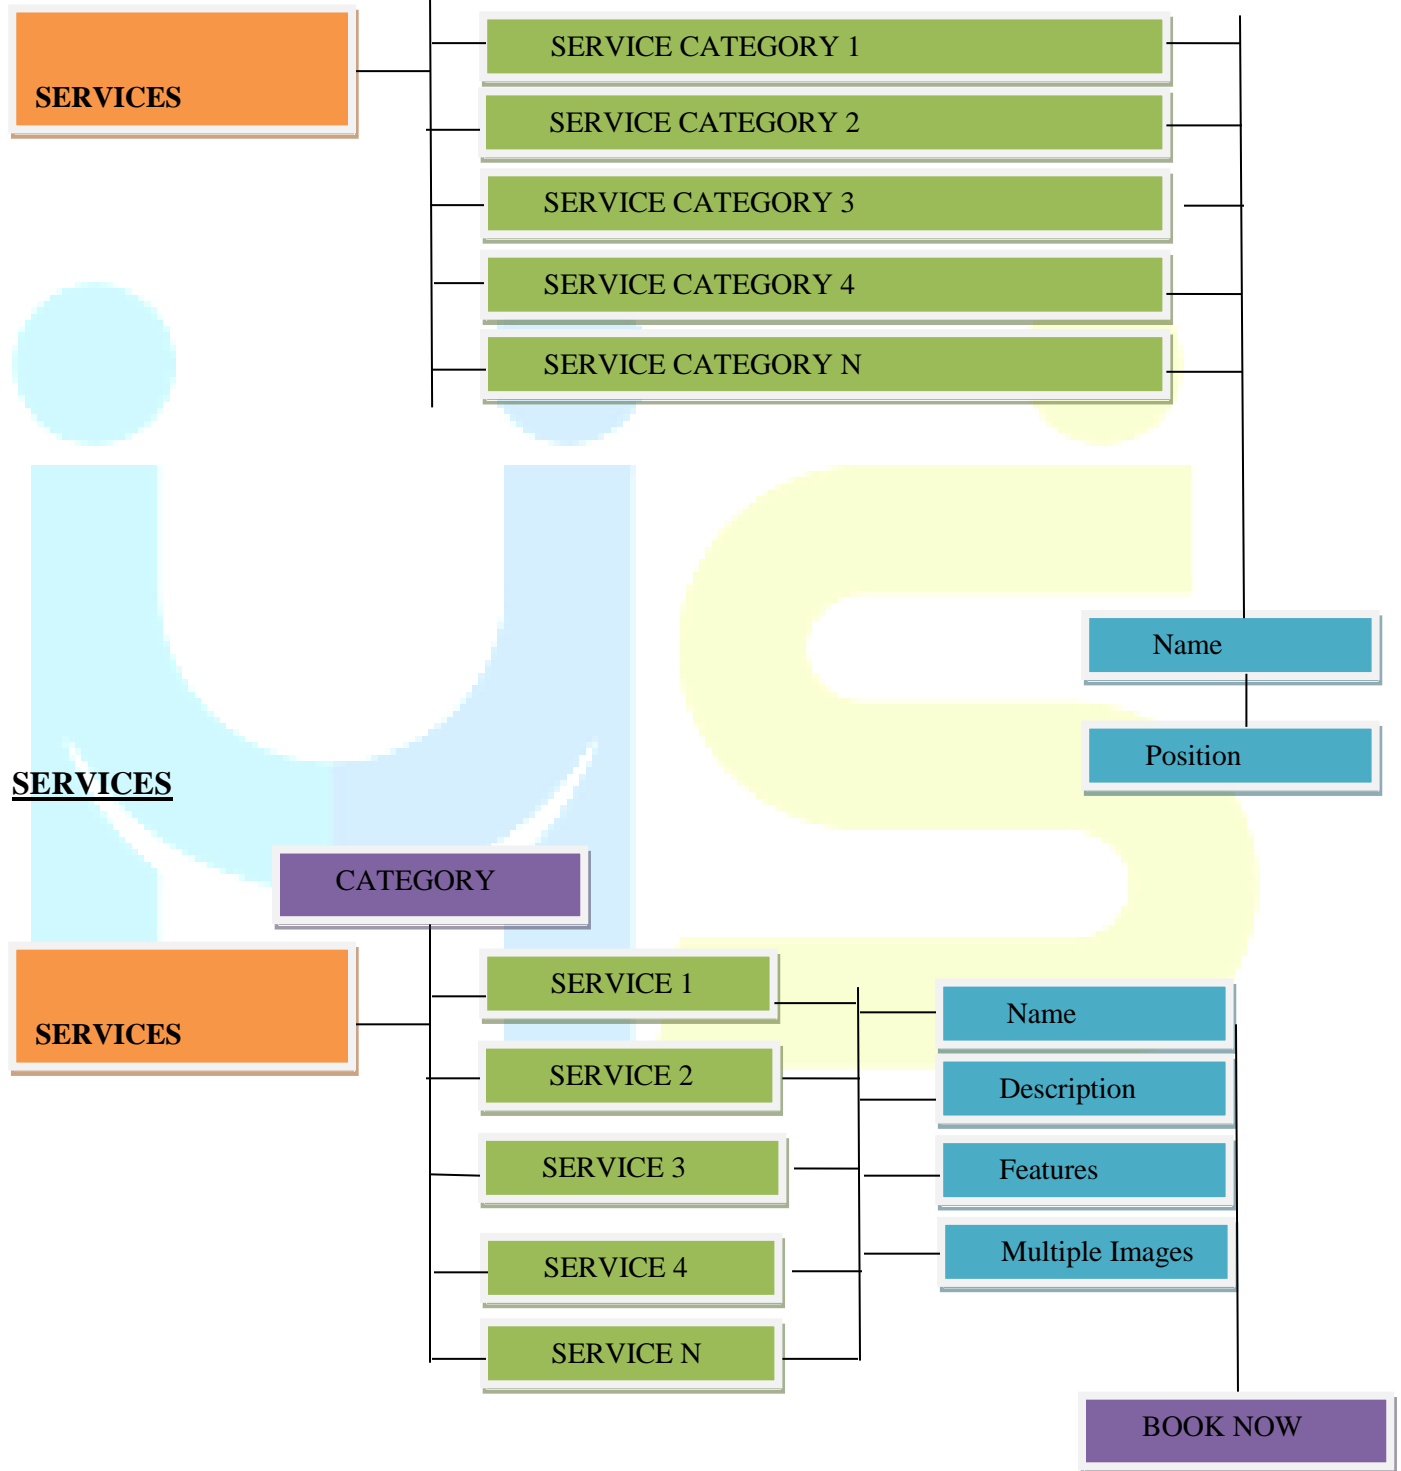 SERVICES
SERVICE CATEGORY 1
SERVICE CATEGORY 2
SERVICE CATEGORY 3
SERVICE CATEGORY 4
SERVICE CATEGORY N
Name
Position
SERVICES
CATEGORY
SERVICES
SERVICE 1
SERVICE 2
SERVICE 3
SERVICE 4
SERVICE N
Name
Description
Features
Multiple Images
BOOK NOW